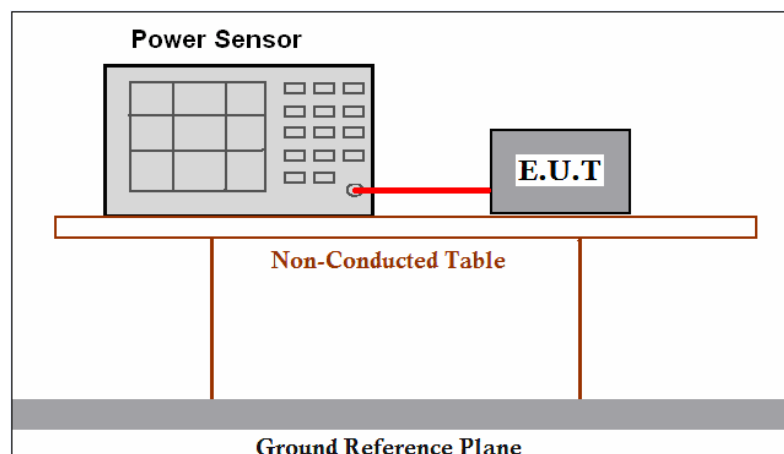 Power Sensor
E.U.T
Non-Conducted Table
Ground Reference Plane